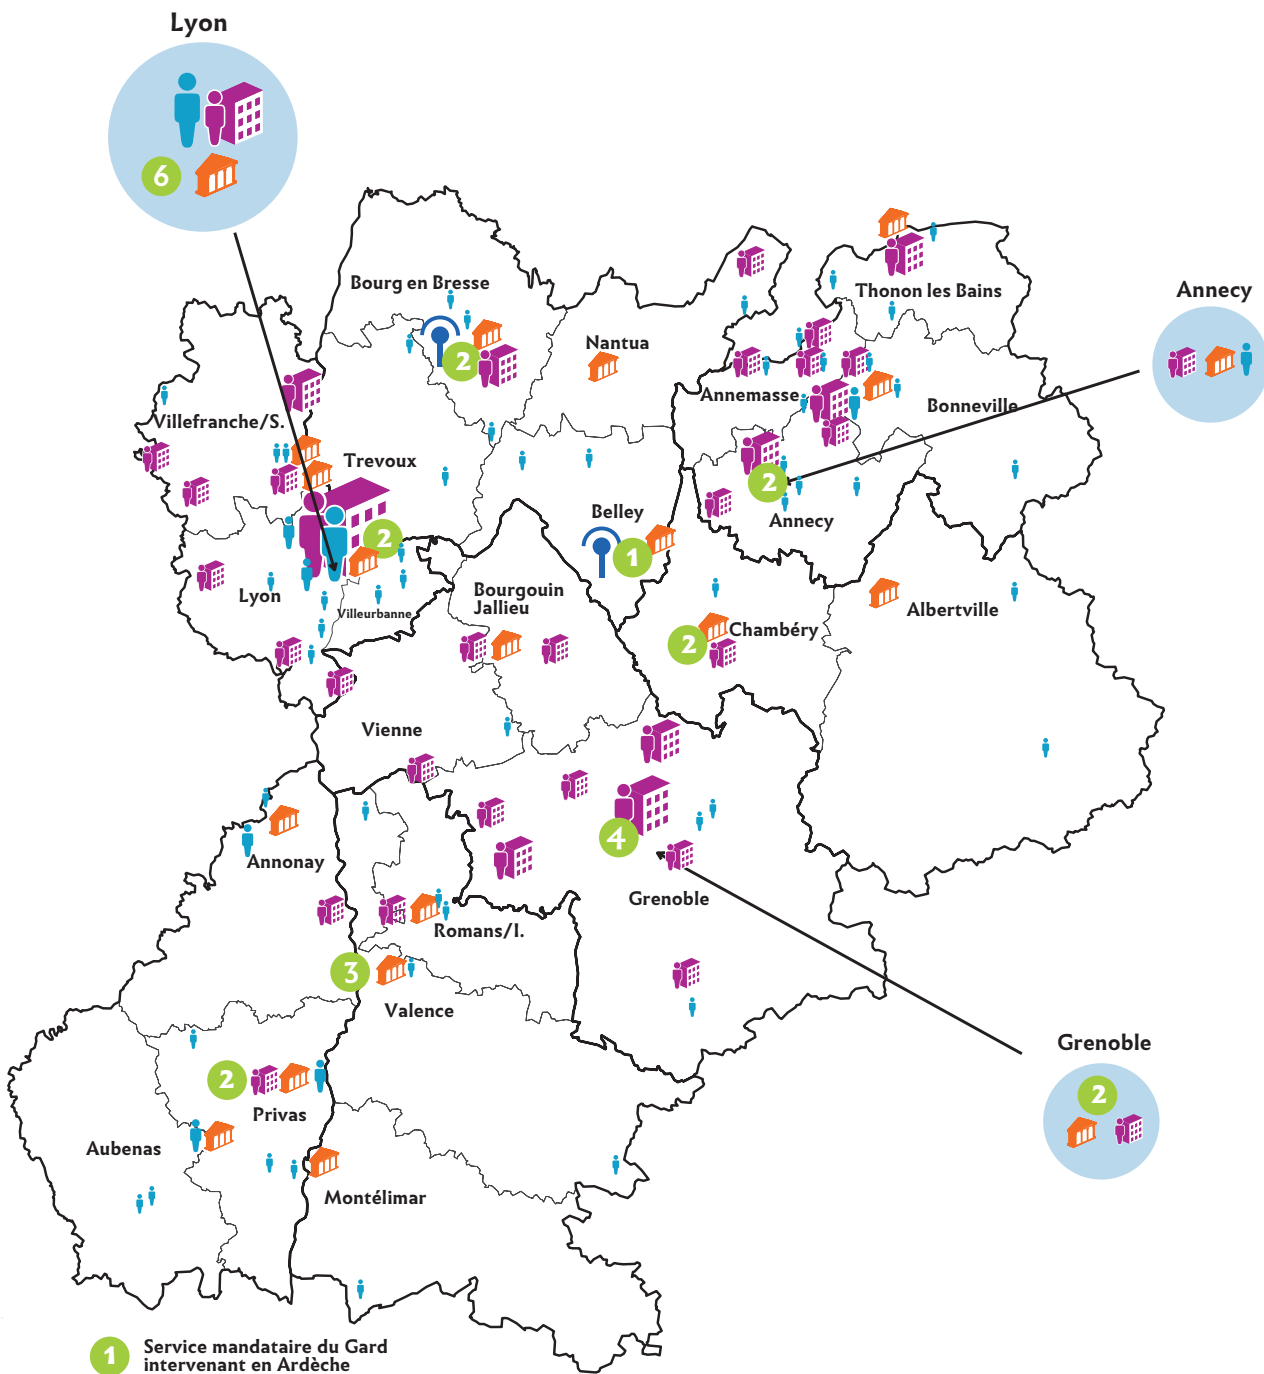 Lyon
6
Bourg en Bresse
Thonon les Bains
Annecy
Nantua
2
Annemasse
Bonneville
Villefranche/S.
Trevoux
2
Belley
Annecy
2
1
Bourgouin
Jallieu
Lyon
Villeurbanne
Albertville
Chambéry
2
Vienne
4
Annonay
Grenoble
Romans/I.
3
Valence
Grenoble
2
2
Privas
Aubenas
Montélimar
1
Service mandataire du Gard
intervenant en Ardèche